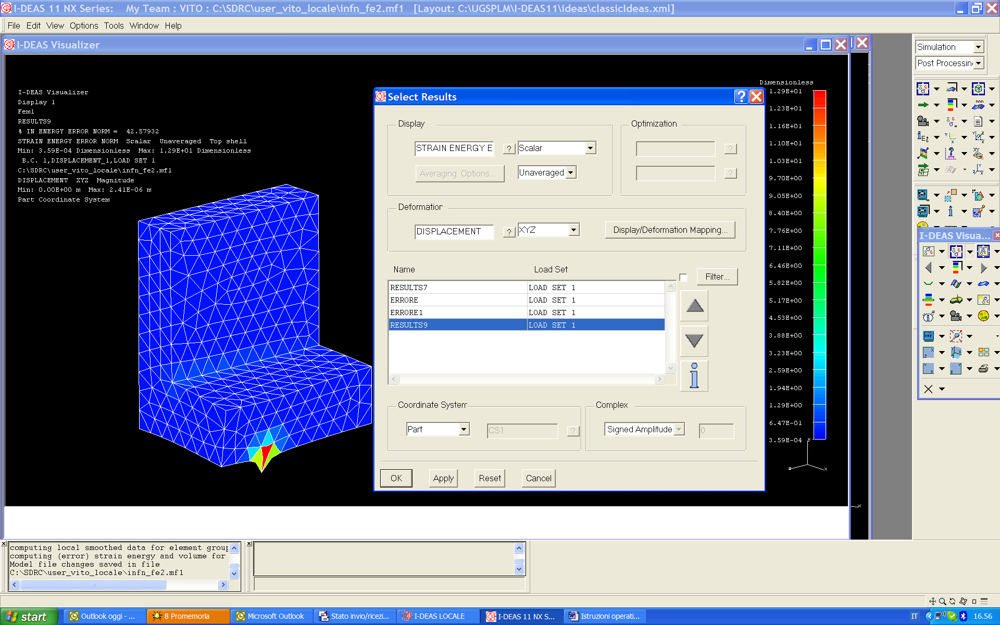 I-DEAS 11 NX Series:    My Team : VITO : C:\SDRC\user_vito_locale\infn_fe2.mf1   [Layout: C:\UGSPLM\I-DEAS11\ideas\classicIdeas.xml]
File Edit View Options Tools Window Help
I-DEAS Visualizer
Simulation
Post Processin
I-DEAS Visualizer
Display 1
Fem1
RESULTS9
% IN ENERGY ERROR NORM =  42.57932
STRAIN ENERGY ERROR NORM  Scalar  Unaveraged  Top shell
Min: 3.59E-04 Dimensionless  Max: 1.29E+01 Dimensionless
B.C. 1,DISPLACEMENT_1,LOAD SET 1
C:\SDRC\user_vito_locale\infn_fe2.mf1
DISPLACEMENT  XYZ  Magnitude
Min: 0.00E+00 m  Max: 2.41E-06 m
Part Coordinate System
Select Results
Display
STRAIN ENERGY E
?
Scalar
Averaging Options...
Unaveraged
Optimization
?
?
Deformation
DISPLACEMENT
?
XYZ
Display/Deformation Mapping...
Name Load Set
Filter...
RESULTS7 LOAD SET 1
ERRORE LOAD SET 1
ERRORE1 LOAD SET 1
RESULTS9 LOAD SET 1
Coordinate System
Part
CS1
?
Complex
Signed Amplitude
0
OK Apply Reset Cancel
Dimensionless
1.29E+01
1.23E+01
1.16E+01
1.10E+01
1.03E+01
9.70E+00
9.05E+00
8.40E+00
7.76E+00
7.11E+00
6.46E+00
5.82E+00
5.17E+00
4.53E+00
3.88E+00
3.23E+00
2.59E+00
1.94E+00
1.29E+00
6.47E-01
3.59E-04
Y
Z
X
I-DEAS Visua...
computing local smoothed data for element group
computing (error) strain energy and volume for
Model file changes saved in file
C:\SDRC\user_vito_locale\infn_fe2.mf1
start
Outlook oggi - ...
8 Promemoria
Microsoft Outlook
Stato invio/ricezi...
I-DEAS LOCALE
I-DEAS 11 NX S...
Istruzioni operati...
IT
16.56